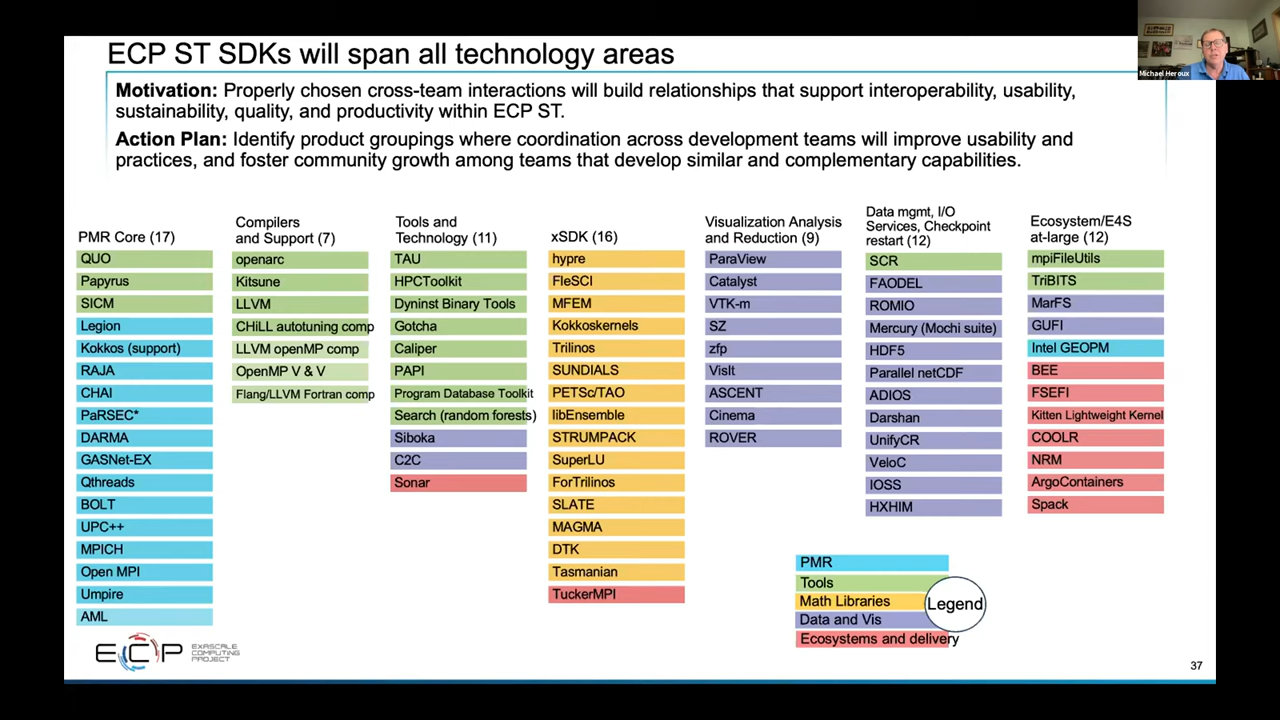 ECP ST SDKs will span all technology areas
Michael Heroux
Motivation: Properly chosen cross-team interactions will build relationships that support interoperability, usability,
sustainability, quality, and productivity within ECP ST.
Action Plan: Identify product groupings where coordination across development teams will improve usability and
practices, and foster community growth among teams that develop similar and complementary capabilities.
PMR Core (17)
QUO
Papyrus
SICM
Legion
Kokkos (support)
RAJA
CHAI
PaRSEC*
DARMA
GASNet-EX
Qthreads
BOLT
UPC++
MPICH
Open MPI
Umpire
AML
Compilers
and Support (7)
openarc
Kitsune
LLVM
CHiLL autotuning comp
LLVM openMP comp
OpenMP V & V
Flang/LLVM Fortran comp
Tools and
Technology (11)
TAU
HPCToolkit
Dyninst Binary Tools
Gotcha
Caliper
PAPI
Program Database Toolkit
Search (random forests)
Siboka
C2C
Sonar
xSDK (16)
hypre
FleSCI
MFEM
Kokkoskernels
Trilinos
SUNDIALS
PETSc/TAO
libEnsemble
STRUMPACK
SuperLU
ForTrilinos
SLATE
MAGMA
DTK
Tasmanian
TuckerMPI
Visualization Analysis
and Reduction (9)
ParaView
Catalyst
VTK-m
SZ
zfp
VisIt
ASCENT
Cinema
ROVER
Data mgmt, I/O
Services, Checkpoint
restart (12)
SCR
FAODEL
ROMIO
Mercury (Mochi suite)
HDF5
Parallel netCDF
ADIOS
Darshan
UnifyCR
VeloC
IOSS
HXHIM
Ecosystem/E4S
at-large (12)
mpiFileUtils
TriBITS
MarFS
GUFI
Intel GEOPM
BEE
FSEFI
Kitten Lightweight Kernel
COOLR
NRM
ArgoContainers
Spack
PMR
Tools
Math Libraries
Data and Vis
Ecosystems and delivery
Legend
ECP
EXASCALE
COMPUTING
PROJECT
37